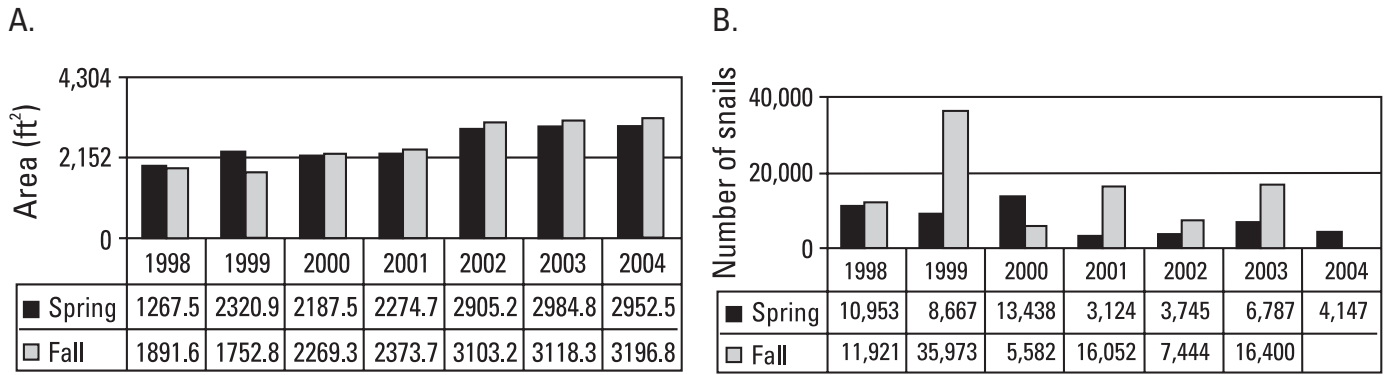 A.
Area (ft²)
4,304
2,152
0
1998 1999 2000 2001 2002 2003 2004
Spring 1267.5 2320.9 2187.5 2274.7 2905.2 2984.8 2952.5
Fall 1891.6 1752.8 2269.3 2373.7 3103.2 3118.3 3196.8
B.
Number of snails
40,000
20,000
0
1998 1999 2000 2001 2002 2003 2004
Spring 10,953 8,667 13,438 3,124 3,745 6,787 4,147
Fall 11,921 35,973 5,582 16,052 7,444 16,400